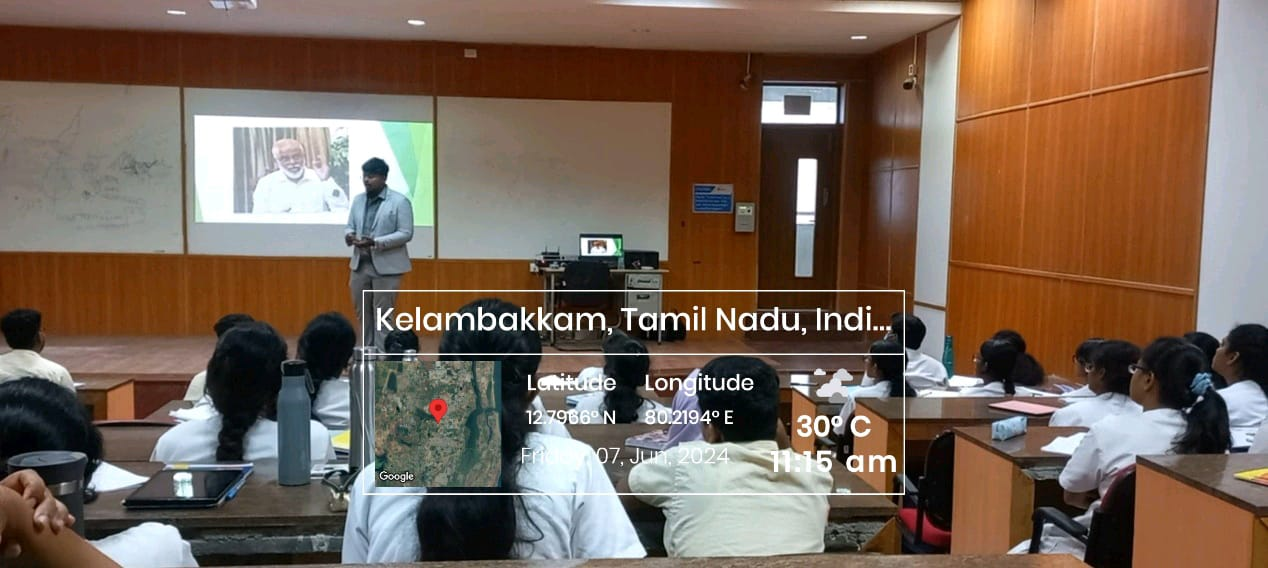 Kelambakkam, Tamil Nadu, Indi...
Latitude Longitude
12.7966° N 80.2194° E
30° C
Friday, 07, Jun, 2024
11:15 am
Google